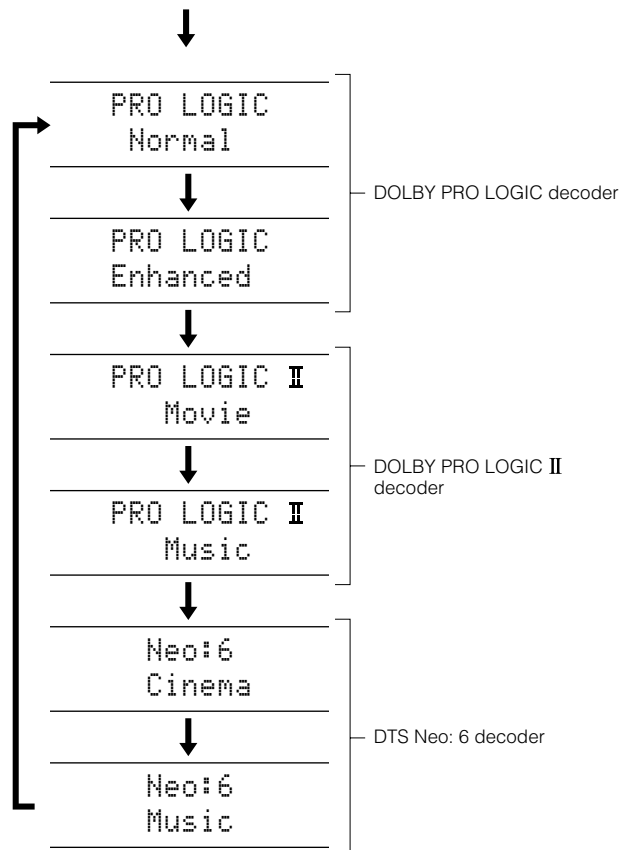 PRO LOGIC
Normal
DOLBY PRO LOGIC decoder
PRO LOGIC
Enhanced
PRO LOGIC II
Movie
DOLBY PRO LOGIC II
decoder
PRO LOGIC II
Music
Neo:6
Cinema
DTS Neo: 6 decoder
Neo:6
Music